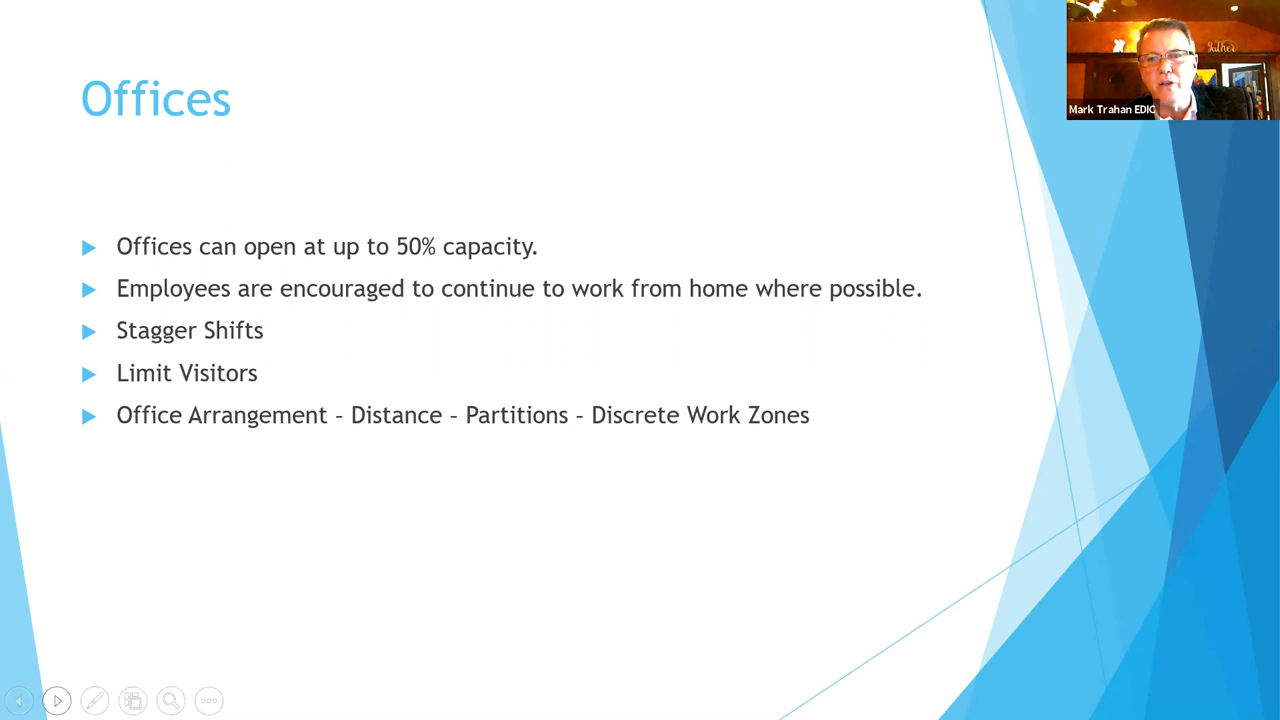 Offices
Mark Trahan EDIC
Offices can open at up to 50% capacity.
Employees are encouraged to continue to work from home where possible.
Stagger Shifts
Limit Visitors
Office Arrangement – Distance – Partitions – Discrete Work Zones
gather